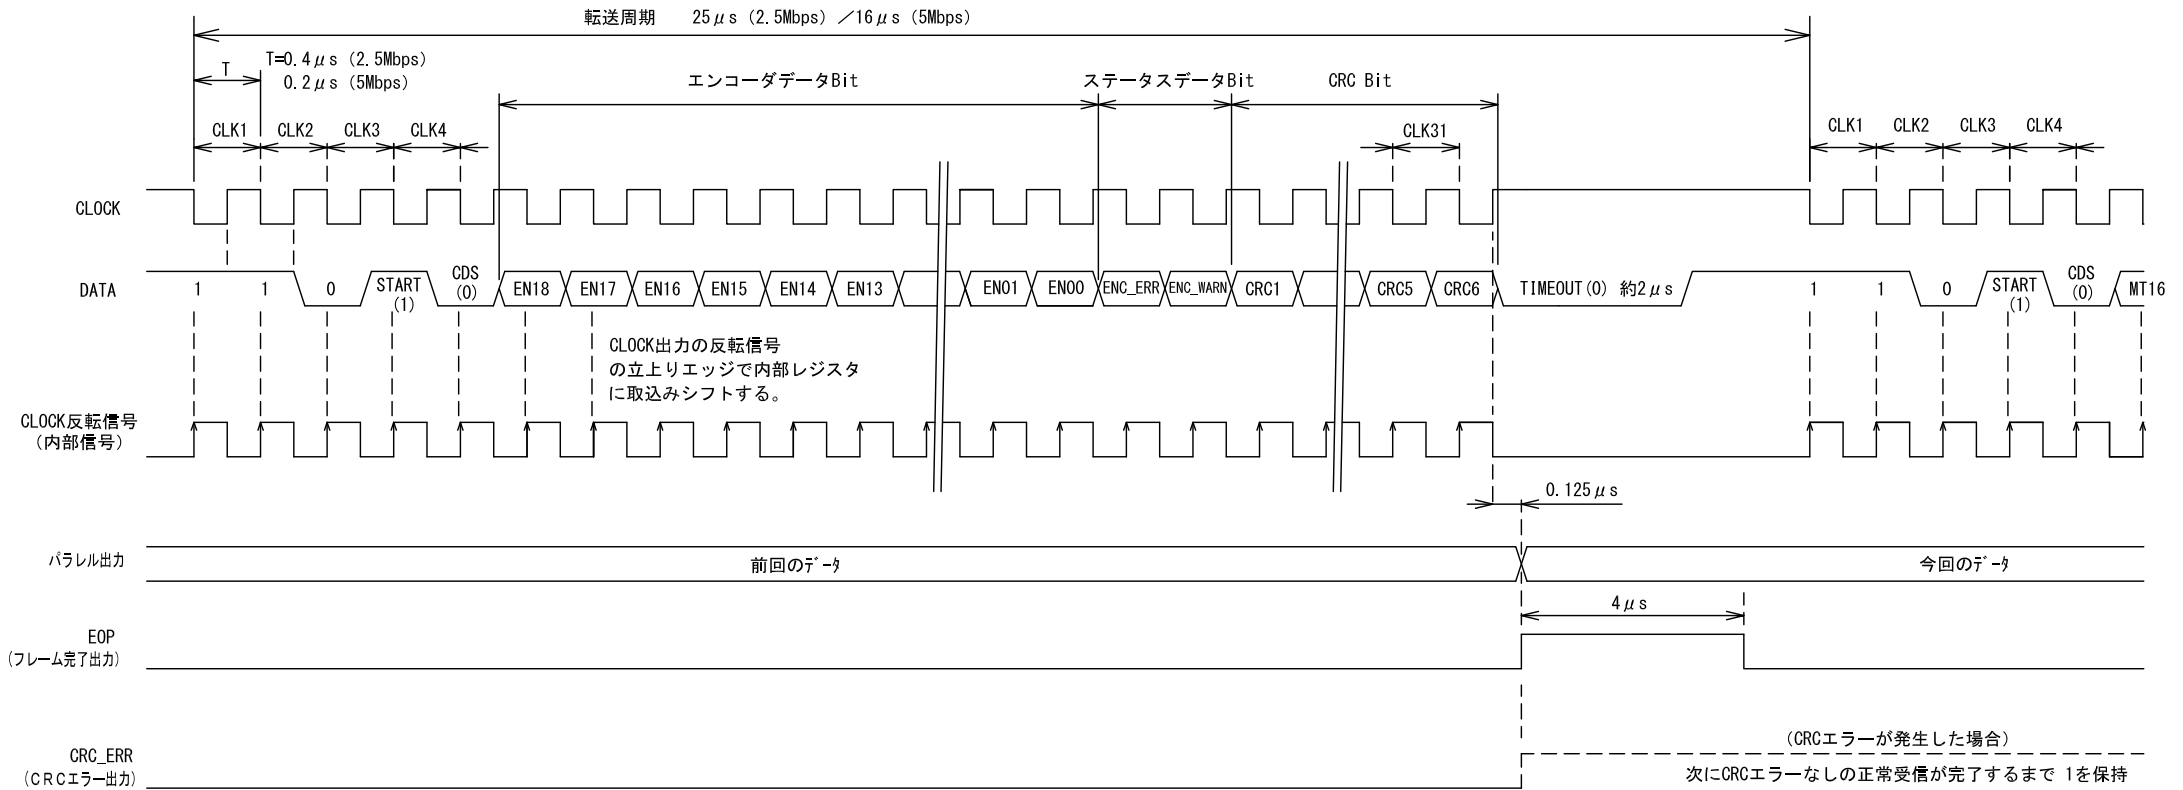 転送周期　25μs (2.5Mbps) ／16μs (5Mbps)
T
T=0.4μs (2.5Mbps)
0.2μs (5Mbps)
エンコーダデータBit
ステータスデータBit
CRC Bit
CLK1 CLK2 CLK3 CLK4 CLK31 CLK1 CLK2 CLK3 CLK4
CLOCK
DATA 1 1 0 START (1) CDS (0) EN18 EN17 EN16 EN15 EN14 EN13 EN01 EN00 ENC_ERR ENC_WARN CRC1 CRC5 CRC6 TIMEOUT(0) 約2μs 1 1 0 START (1) CDS (0) MT16
CLOCK出力の反転信号
の立上りエッジで内部レジスタ
に取込みシフトする。
CLOCK反転信号
(内部信号)
0.125μs
パラレル出力 前回のデータ 今回のデータ
4μs
EOP
(フレーム完了出力)
CRC_ERR
(CRCエラー出力)
(CRCエラーが発生した場合)
次にCRCエラーなしの正常受信が完了するまで 1を保持